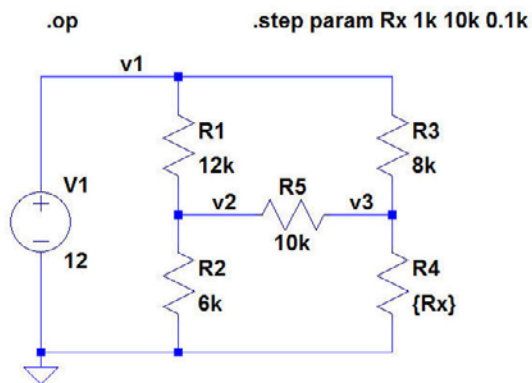 .op
.step param Rx 1k 10k 0.1k
v1
R1
12k
R3
8k
V1
12
v2
R5
10k
v3
R2
6k
R4
{Rx}